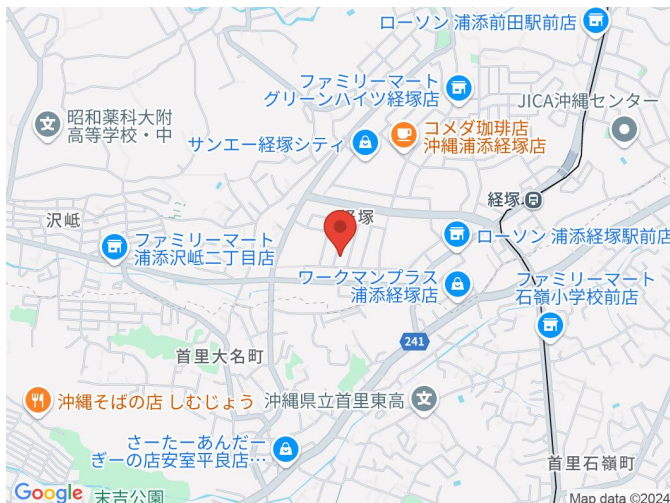 ローソン 浦添前田駅前店
ファミリーマート
グリーンハイツ経塚店
JICA沖縄センター
昭和薬科大附
高等学校・中
サンエー経塚シティ
コメダ珈琲店
沖縄浦添経塚店
経塚
沢岻
経塚
ファミリーマート
浦添沢岻二丁目店
ローソン 浦添経塚駅前店
ワークマンプラス
浦添経塚店
ファミリーマート
石嶺小学校前店
241
首里大名町
沖縄そばの店 しむじょう
沖縄県立首里東高
さーたーあんだー
ぎーの店安室平良店…
首里石嶺町
Google
末吉公園
Map data ©2024